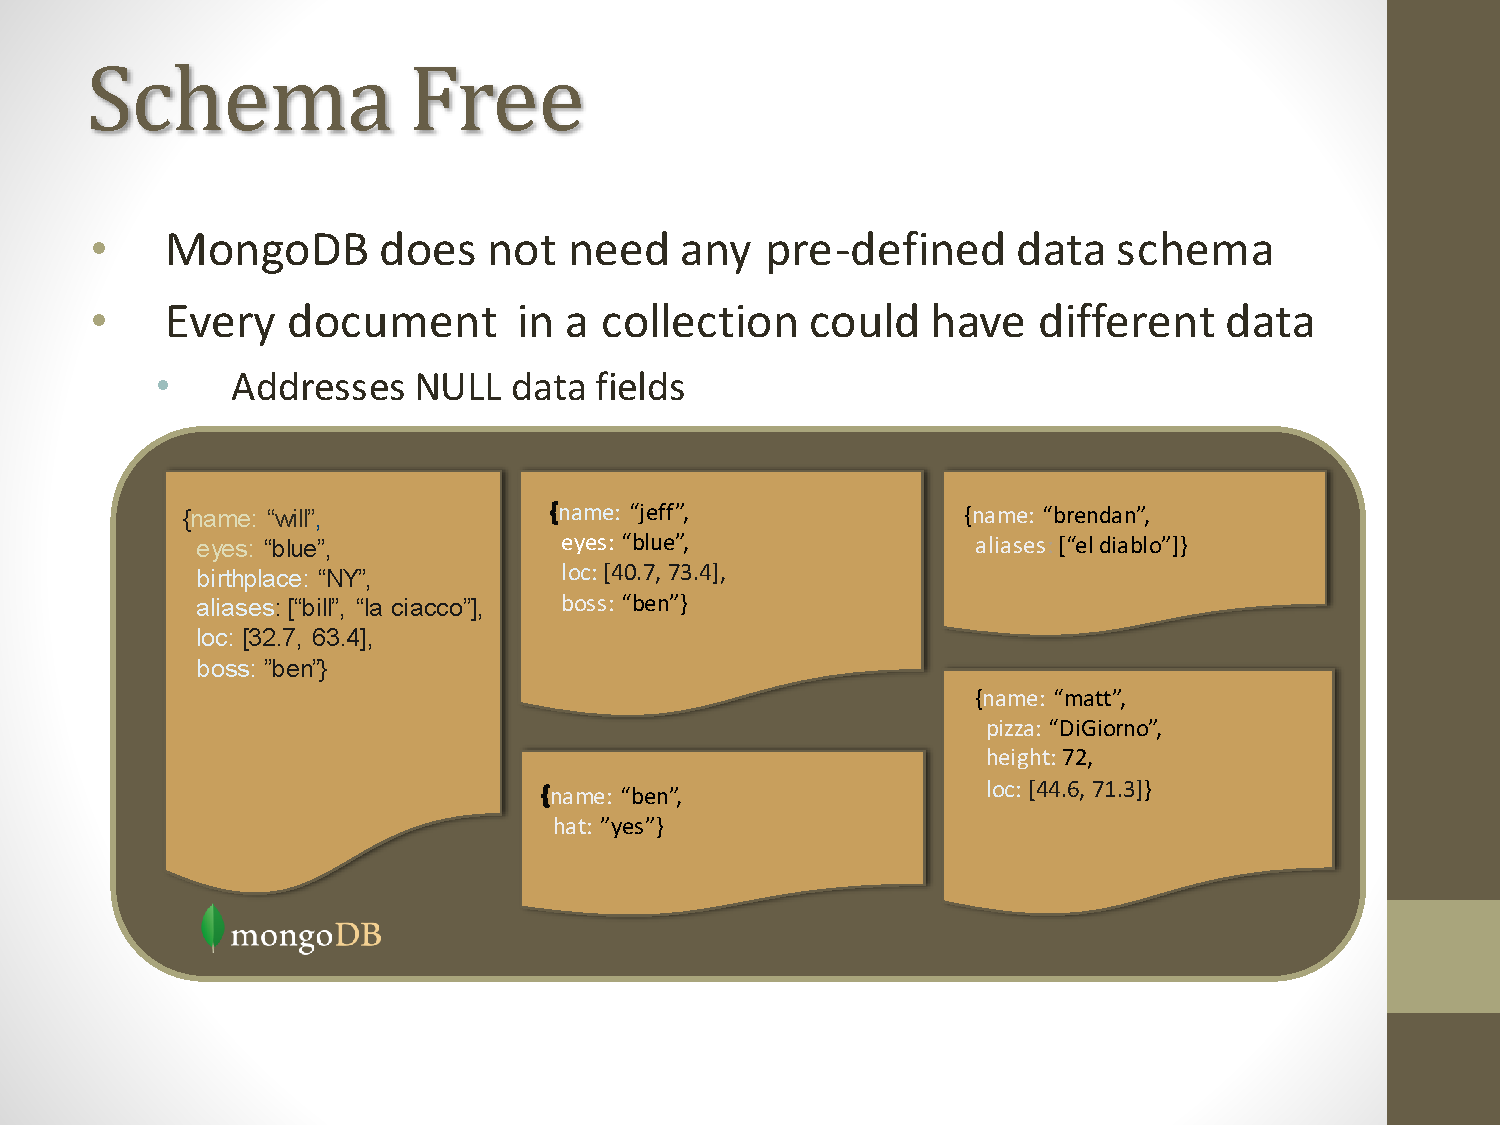 Schema Free
• MongoDB does not need any pre-defined data schema
• Every document in a collection could have different data
• Addresses NULL data fields
{name: “will”,
eyes: “blue”,
birthplace: “NY”,
aliases: [“bill”, “la ciacco”],
loc: [32.7, 63.4],
boss: ”ben”}
{name: “jeff”,
eyes: “blue”,
loc: [40.7, 73.4],
boss: “ben”}
{name: “ben”,
hat: ”yes”}
{name: “brendan”,
aliases [“el diablo”]}
{name: “matt”,
pizza: “DiGiorno”,
height: 72,
loc: [44.6, 71.3]}
mongoDB